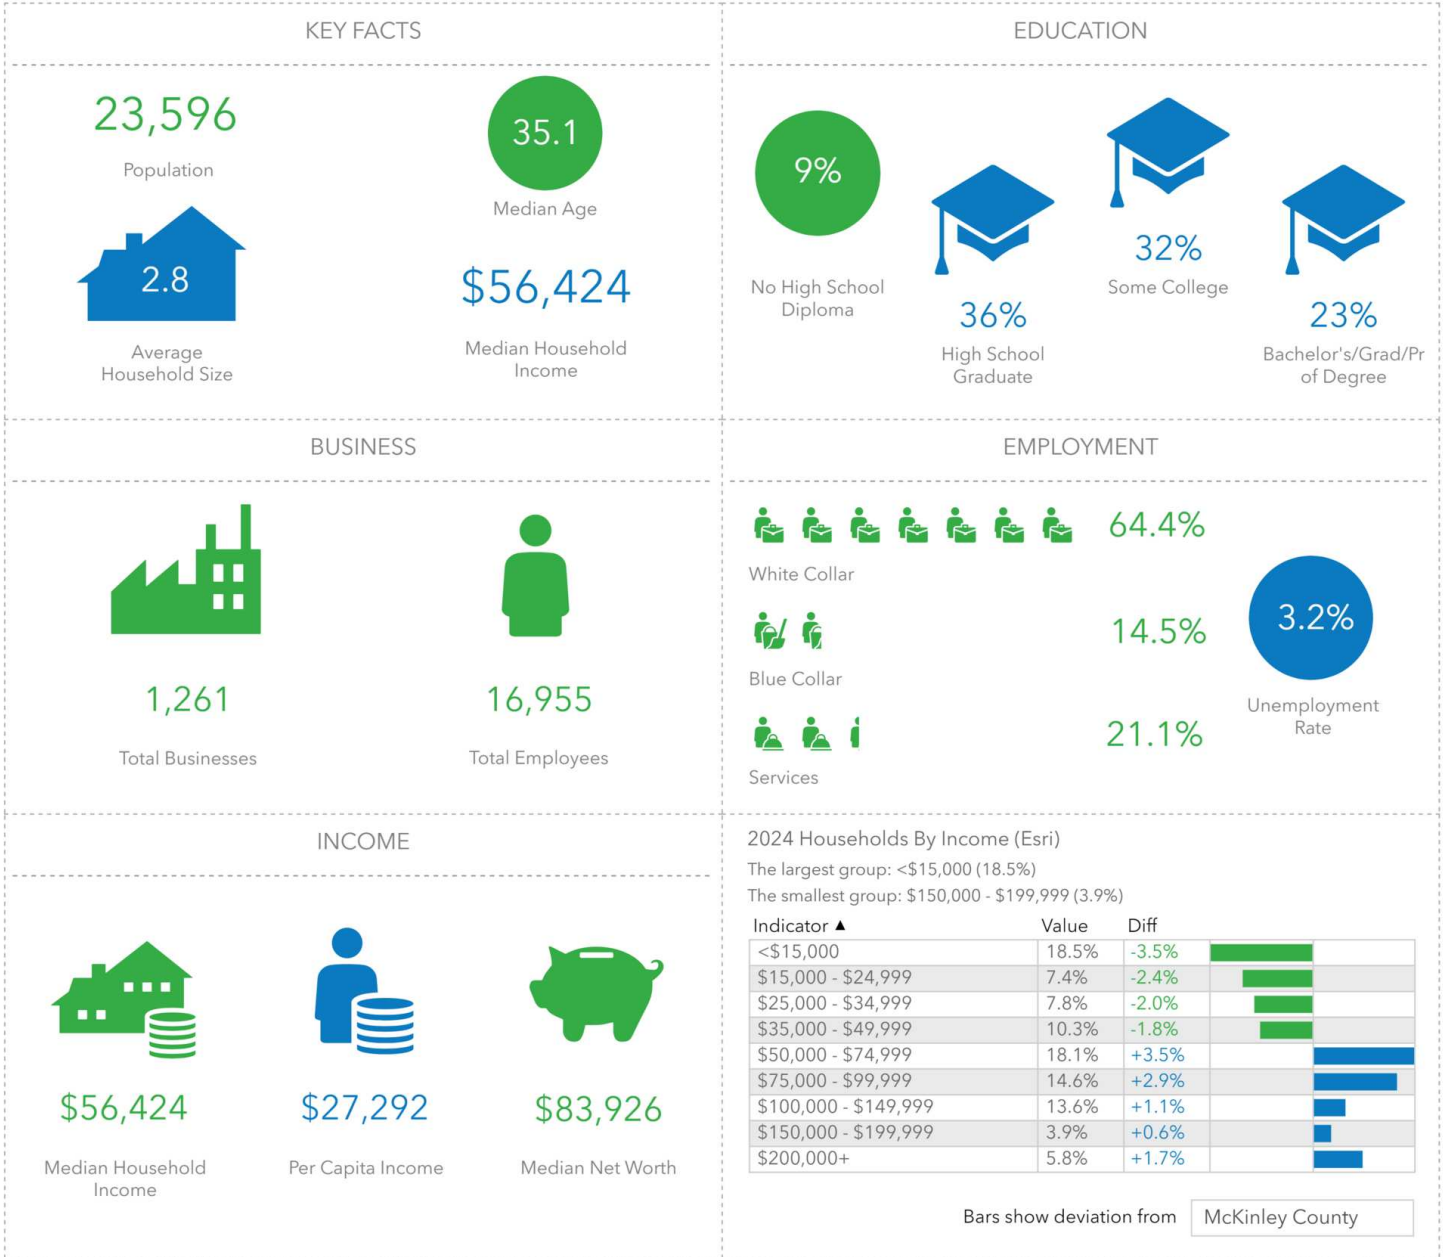 KEY FACTS
23,596
Population
35.1
Median Age
2.8
Average
Household Size
$56,424
Median Household
Income
EDUCATION
9%
No High School
Diploma
36%
High School
Graduate
32%
Some College
23%
Bachelor's/Grad/Pr
of Degree
BUSINESS
1,261
Total Businesses
16,955
Total Employees
EMPLOYMENT
64.4%
White Collar
14.5%
Blue Collar
21.1%
Services
3.2%
Unemployment
Rate
INCOME
$56,424
Median Household
Income
$27,292
Per Capita Income
$83,926
Median Net Worth
2024 Households By Income (Esri)
The largest group: <$15,000 (18.5%)
The smallest group: $150,000 - $199,999 (3.9%)
Indicator ▲ Value Diff
<$15,000 18.5% -3.5%
$15,000 - $24,999 7.4% -2.4%
$25,000 - $34,999 7.8% -2.0%
$35,000 - $49,999 10.3% -1.8%
$50,000 - $74,999 18.1% +3.5%
$75,000 - $99,999 14.6% +2.9%
$100,000 - $149,999 13.6% +1.1%
$150,000 - $199,999 3.9% +0.6%
$200,000+ 5.8% +1.7%
Bars show deviation from McKinley County